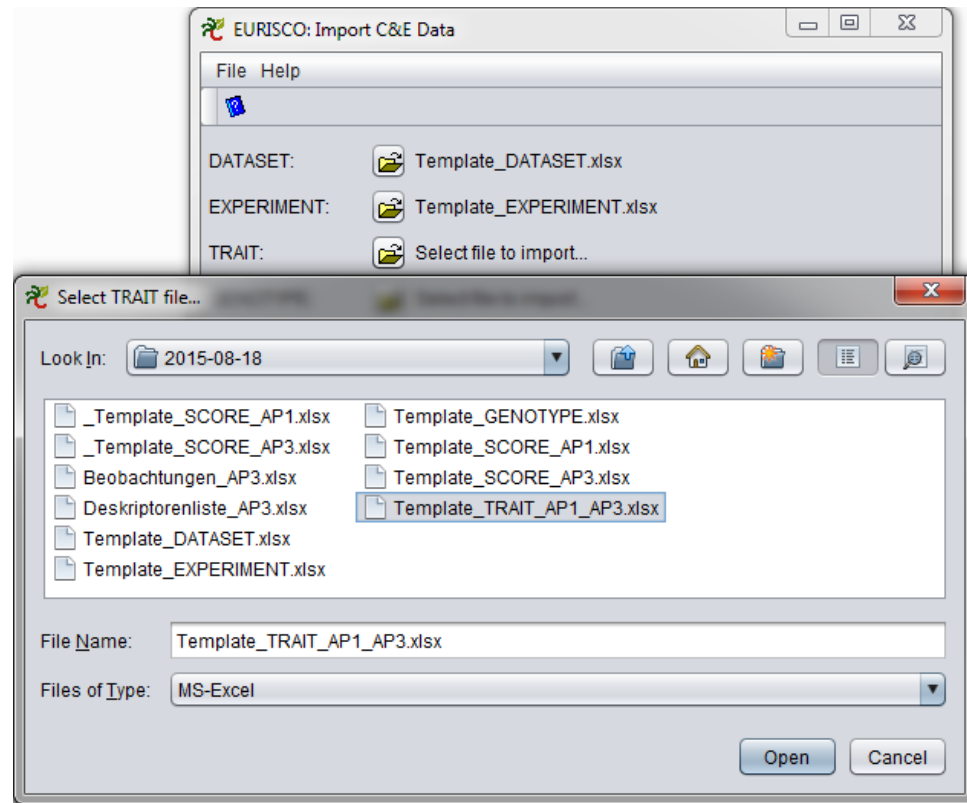 EURISCO: Import C&E Data
File Help
DATASET: Template_DATASET.xlsx
EXPERIMENT: Template_EXPERIMENT.xlsx
TRAIT: Select file to import...
Select TRAIT file...
Look In: 2015-08-18
_Template_SCORE_AP1.xlsx Template_GENOTYPE.xlsx
_Template_SCORE_AP3.xlsx Template_SCORE_AP1.xlsx
Beobachtungen_AP3.xlsx Template_SCORE_AP3.xlsx
Deskriptorenliste_AP3.xlsx Template_TRAIT_AP1_AP3.xlsx
Template_DATASET.xlsx
Template_EXPERIMENT.xlsx
File Name: Template_TRAIT_AP1_AP3.xlsx
Files of Type: MS-Excel
Open Cancel